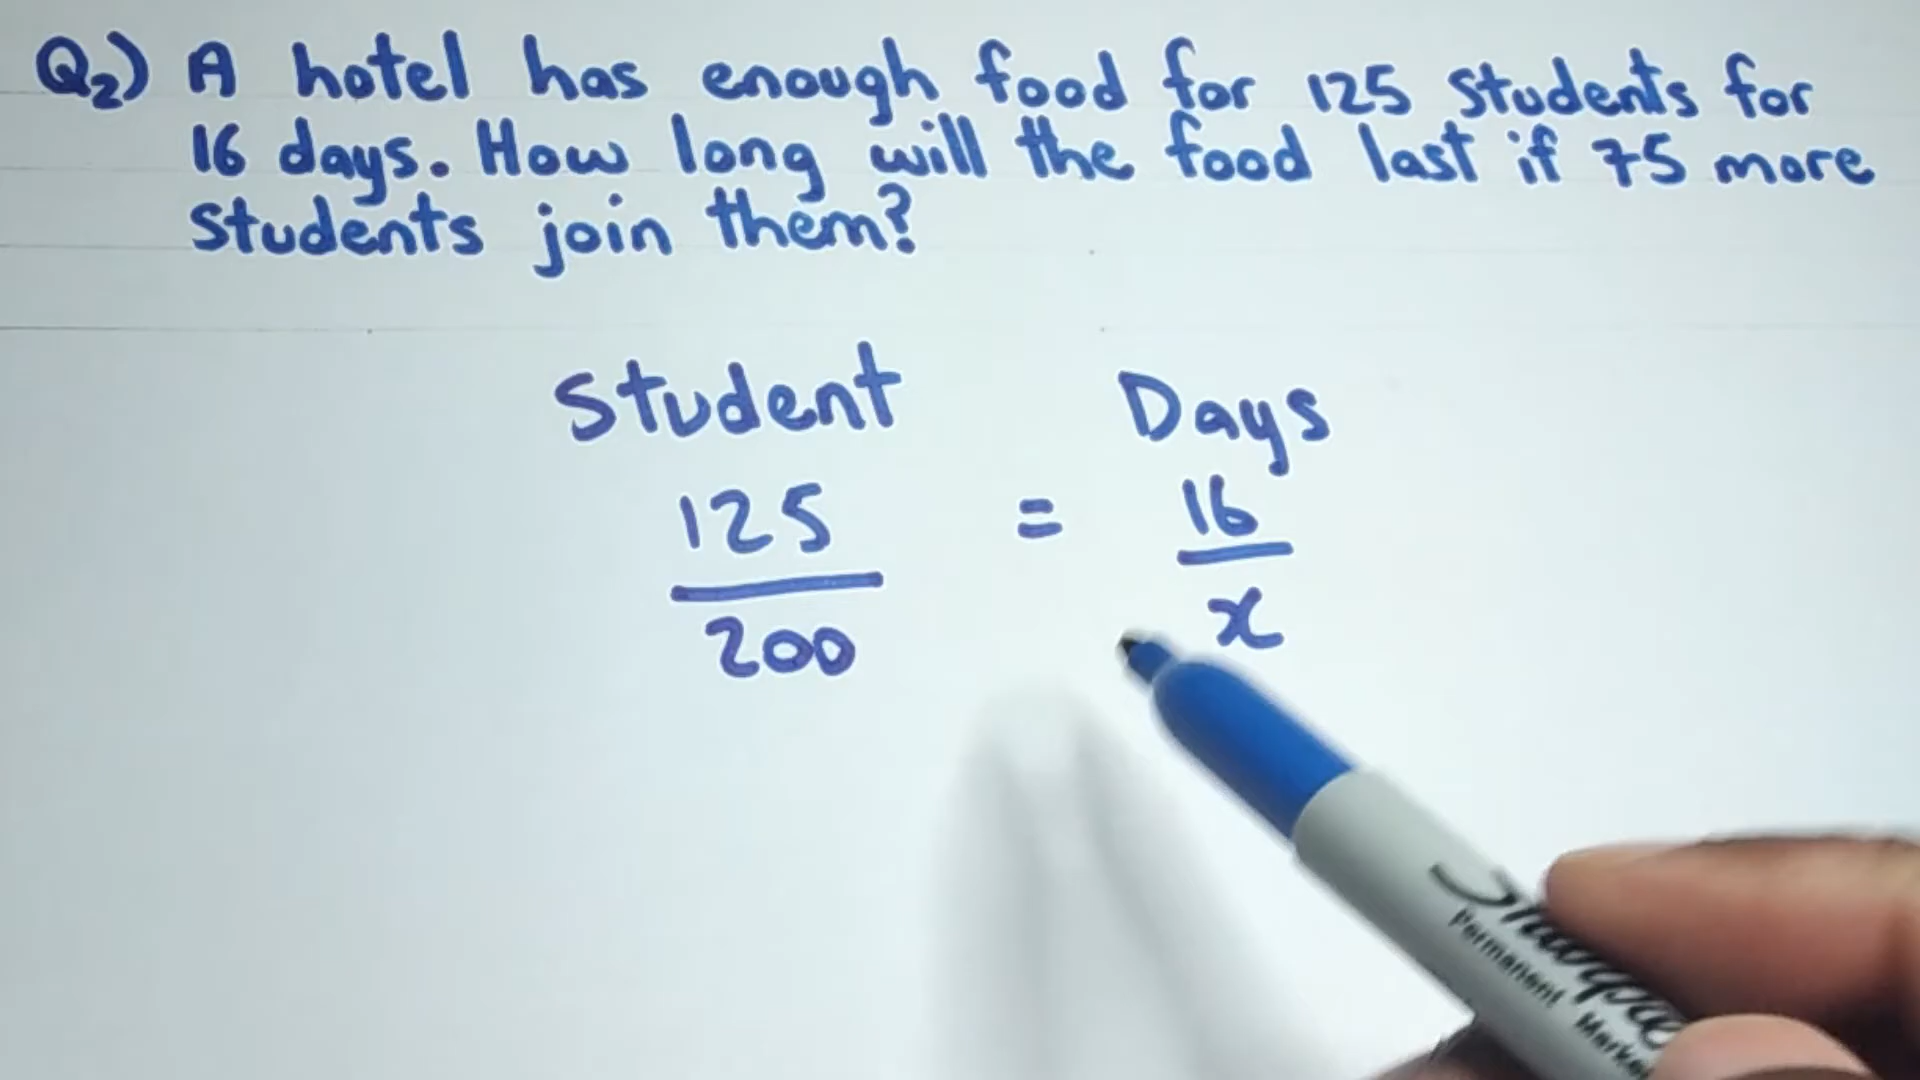 Q2) A hotel has enough food for 125 students for
16 days. How long will the food last if 75 more
students join them?
Student Days
125 = 16
200 x
Sharpie
Permanent Marker